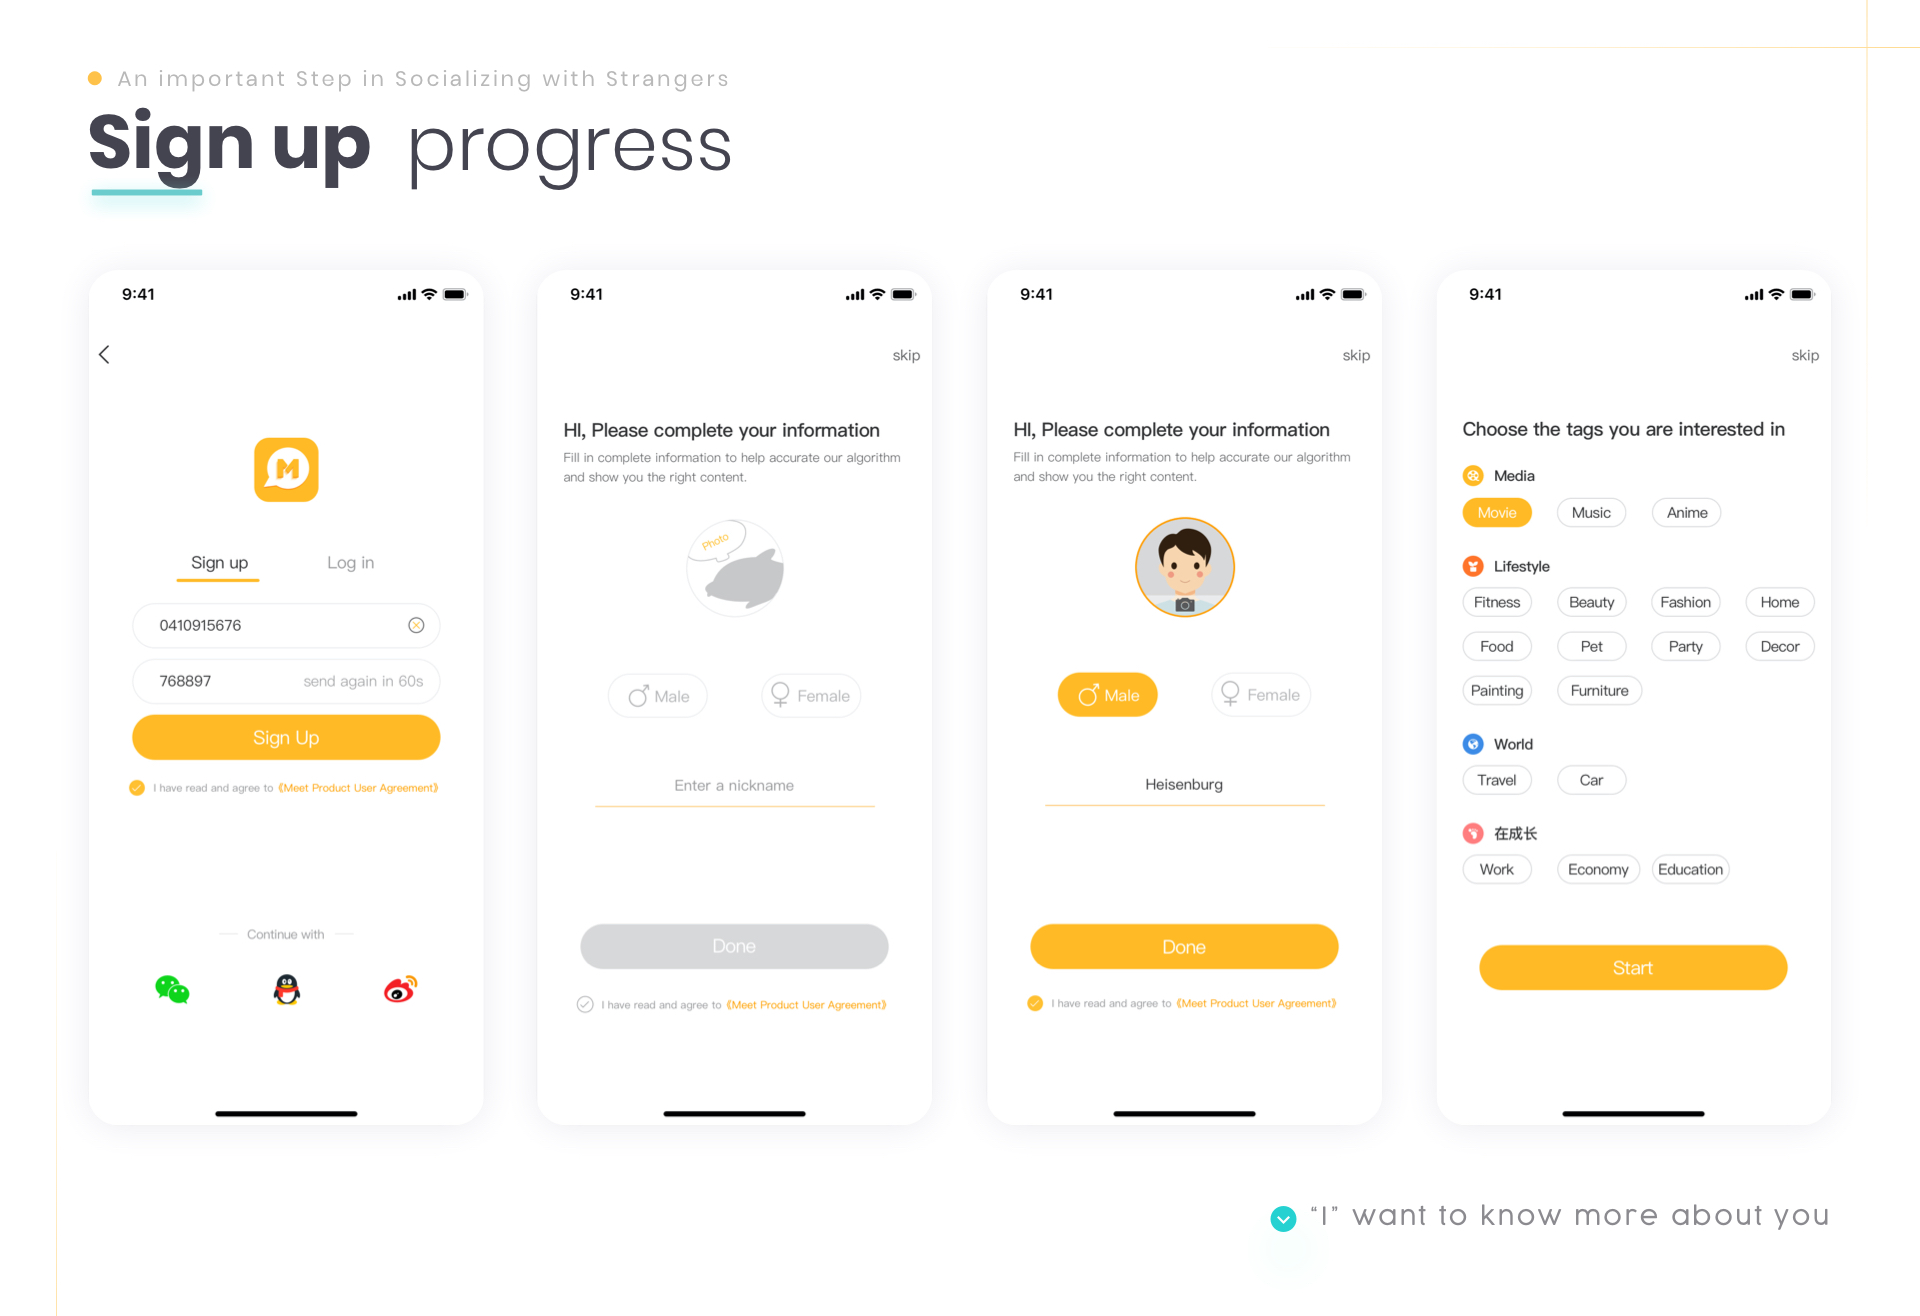 An important Step in Socializing with Strangers
Sign up progress
9:41
M
Sign up Log in
0410915676
768897 send again in 60s
Sign Up
I have read and agree to 《Meet Product User Agreement》
Continue with
9:41
skip
HI, Please complete your information
Fill in complete information to help accurate our algorithm
and show you the right content.
Photo
Male Female
Enter a nickname
Done
I have read and agree to 《Meet Product User Agreement》
9:41
skip
HI, Please complete your information
Fill in complete information to help accurate our algorithm
and show you the right content.
Male Female
Heisenburg
Done
I have read and agree to 《Meet Product User Agreement》
9:41
skip
Choose the tags you are interested in
Media
Movie Music Anime
Lifestyle
Fitness Beauty Fashion Home
Food Pet Party Decor
Painting Furniture
World
Travel Car
在成长
Work Economy Education
Start
“I” want to know more about you